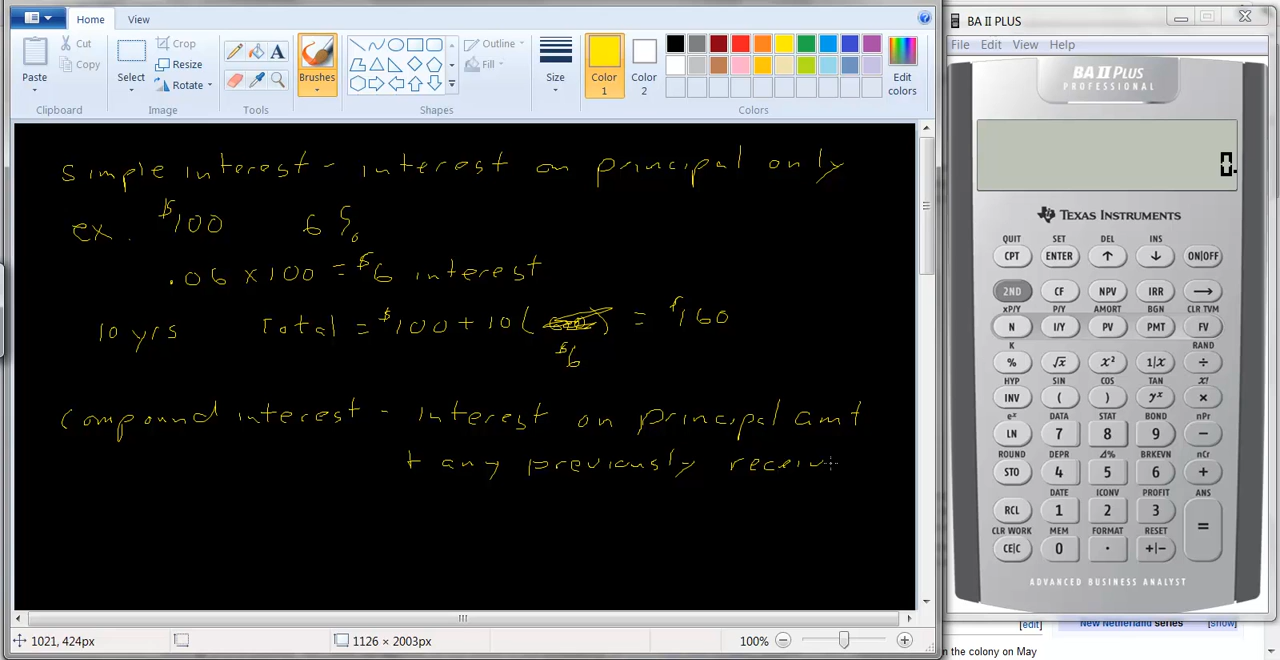 Home View
BA II PLUS
Cut
Copy
Paste
Clipboard
Crop
Resize
Rotate
Select
Image
Tools
Brushes
Outline
Fill
Shapes
Size
Color 1
Color 2
Edit colors
Colors
File Edit View Help
BA II PLUS
PROFESSIONAL
0.
TEXAS INSTRUMENTS
QUIT SET DEL INS
CPT ENTER ↑ ↓ ON|OFF
2ND CF NPV IRR →
xP/Y P/Y AMORT BGN CLR TVM
N I/Y PV PMT FV
K RAND
% √x x² 1/x ÷
HYP SIN COS TAN x!
INV ( ) yˣ ×
eˣ DATA STAT BOND nPr
LN 7 8 9 −
ROUND DEPR Δ% BRKEVN nCr
STO 4 5 6 +
DATE ICONV PROFIT ANS
RCL 1 2 3 =
CLR WORK MEM FORMAT RESET
CE|C 0 . +|−
ADVANCED BUSINESS ANALYST
simple interest - interest on principal only
ex. $100 6%
.06 x 100 = $6 interest
10 yrs Total = $100 + 10 ( ) = $160
$6
compound interest - interest on principal amt
+ any previously receiv
1021, 424px
1126 × 2003px
100%
[edit] New Netherland series [show]
n the colony on May